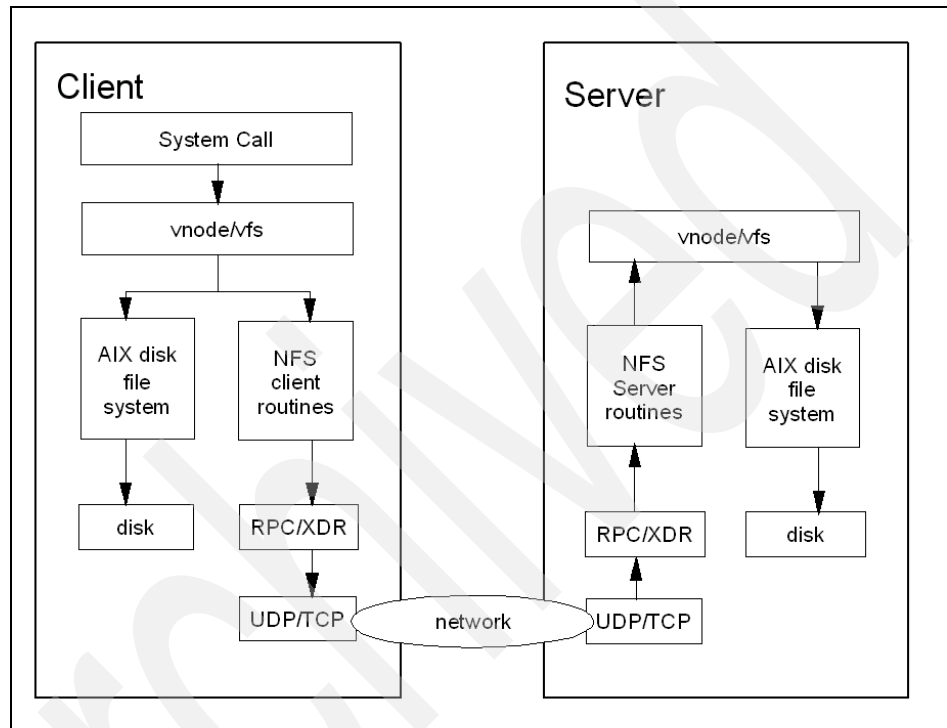 Client
System Call
vnode/vfs
AIX disk
file
system
NFS
client
routines
disk
RPC/XDR
UDP/TCP
network
Server
vnode/vfs
NFS
Server
routines
AIX disk
file
system
RPC/XDR
disk
UDP/TCP